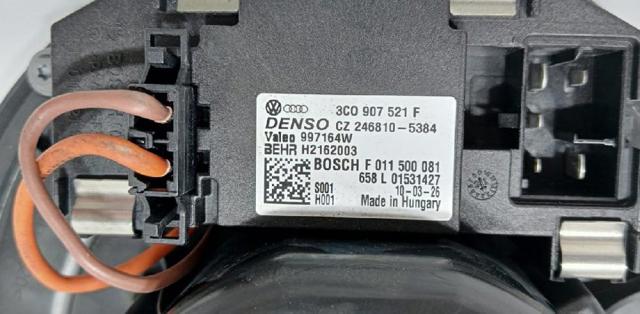 3C0 907 521 F
DENSO CZ 246810-5384
Valeo 997164W
BEHR H2162003
BOSCH F 011 500 081
658 L 01531427
S001 10-03-26
H001 Made in Hungary